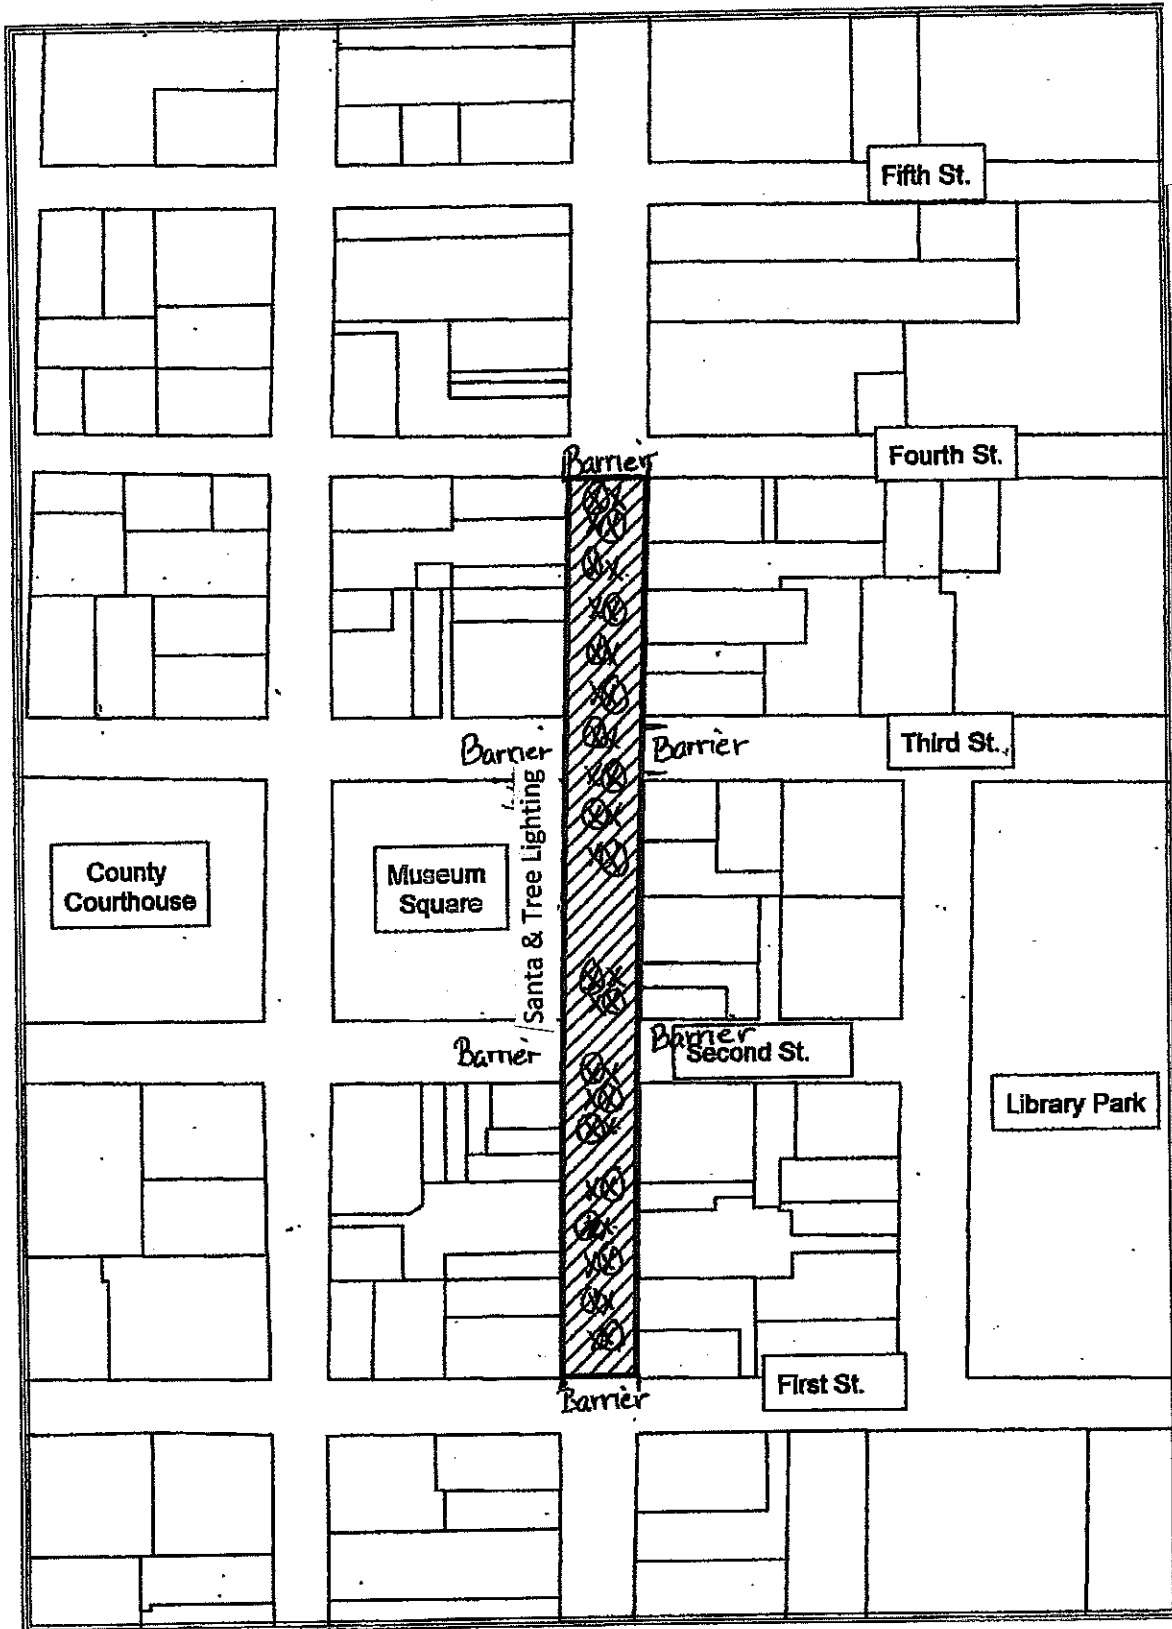 Fifth St.
Fourth St.
Barrier
Third St.
Barrier
Barrier
County
Courthouse
Museum
Square
Santa & Tree Lighting
Barrier
Barrier
Second St.
Library Park
First St.
Barrier